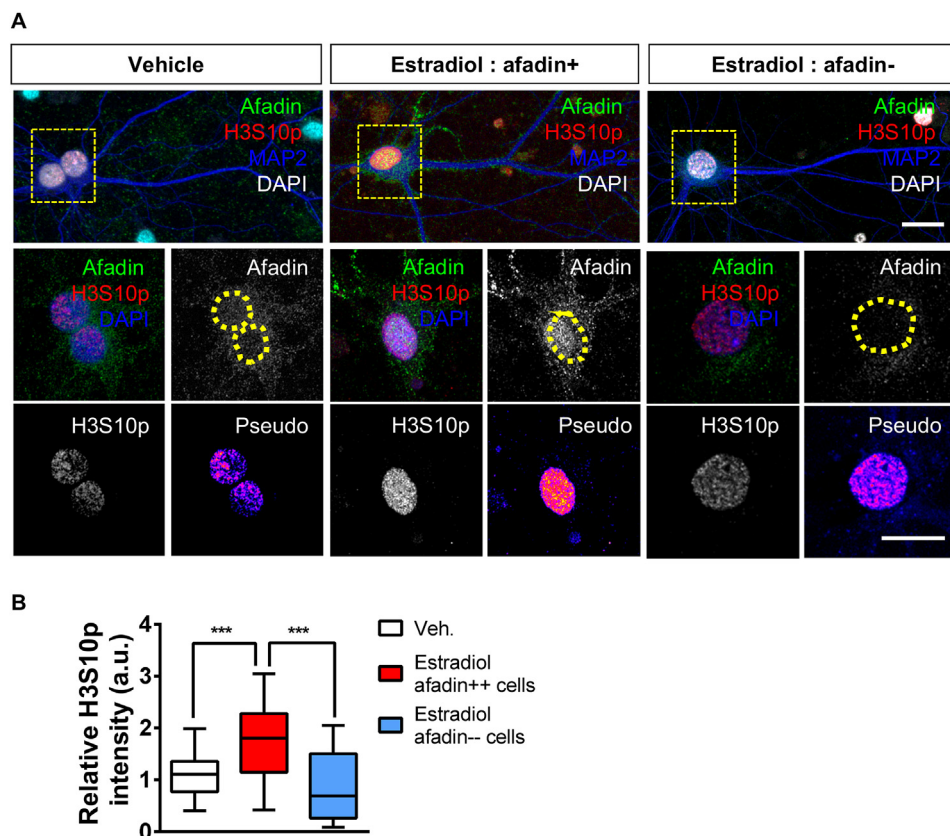 A
Vehicle
Estradiol : afadin+
Estradiol : afadin-
Afadin
H3S10p
MAP2
DAPI
Afadin
H3S10p
MAP2
DAPI
Afadin
H3S10p
MAP2
DAPI
Afadin
H3S10p
DAPI
Afadin
Afadin
H3S10p
DAPI
Afadin
Afadin
H3S10p
DAPI
Afadin
H3S10p
Pseudo
H3S10p
Pseudo
H3S10p
Pseudo
B
Relative H3S10p
intensity (a.u.)
4
3
2
1
0
***
***
Veh.
Estradiol
afadin++ cells
Estradiol
afadin-- cells